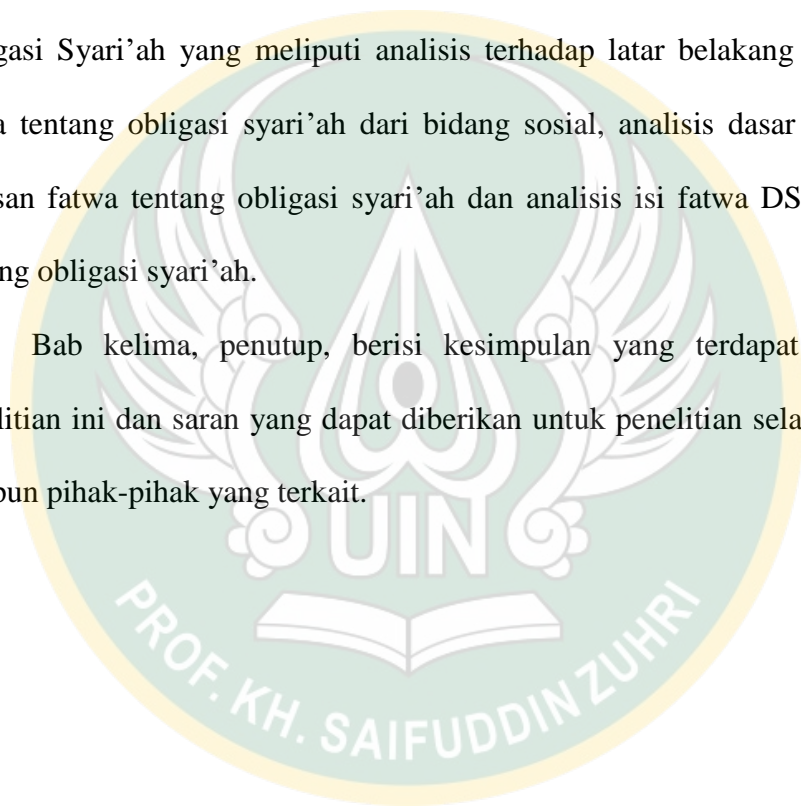 gasi Syari’ah yang meliputi analisis terhadap latar belakang
a tentang obligasi syari’ah dari bidang sosial, analisis dasar
san fatwa tentang obligasi syari’ah dan analisis isi fatwa DS
ng obligasi syari’ah.
Bab kelima, penutup, berisi kesimpulan yang terdapat
litian ini dan saran yang dapat diberikan untuk penelitian sela
pun pihak-pihak yang terkait.
UIN
PROF. KH. SAIFUDDIN ZUHRI